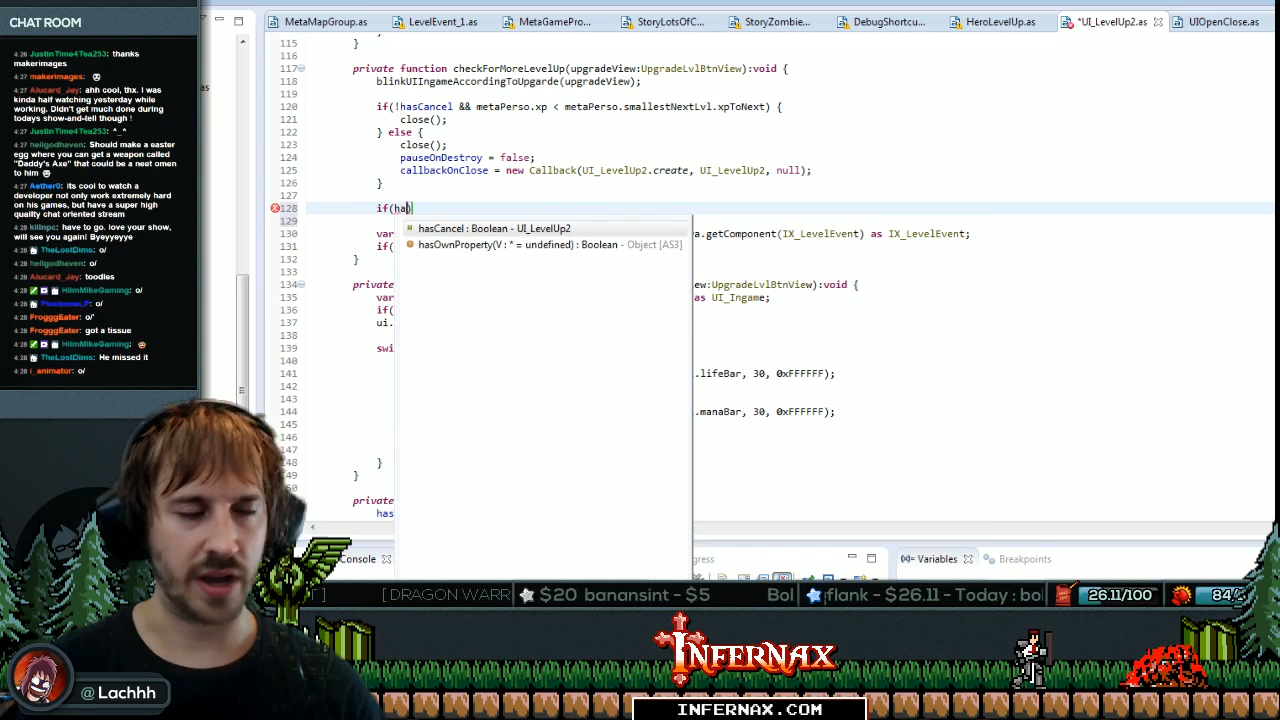 CHAT ROOM
4:26 JustinTime4Tea253: thanks
makerimages
4:27 makerimages:
4:27 Alucard_Jay: ahh cool, thx. I was
kinda half watching yesterday while
working. Didn't get much done during
todays show-and-tell though !
4:27 JustinTime4Tea253: ^_^
4:27 hellgodhaven: Should make a easter
egg where you can get a weapon called
"Daddy's Axe" that could be a neet omen
to him
4:27 Aether0: its cool to watch a
developer not only work extremely hard
on his games, but have a super high
quality chat oriented stream
4:28 killnpc: have to go. love your show,
will see you again! Byeyyeyye
4:28 TheLostDims: o/
4:28 hellgodhaven: o/
4:28 Alucard_Jay: toodles
4:28 HiImMikeGaming: o/
4:28 o/
4:28 FrogggEater: o/'
4:28 FrogggEater: got a tissue
4:28 HiImMikeGaming:
4:28 TheLostDims: He missed it
4:28 i_animator: o/
MetaMapGroup.as LevelEvent_1.as MetaGamePro... StoryLotsOfC... StoryZombie... DebugShortcu... HeroLevelUp.as *UI_LevelUp2.as UIOpenClose.as
as
115 }
116
117 private function checkForMoreLevelUp(upgradeView:UpgradeLvlBtnView):void {
118 blinkUIIngameAccordingToUpgarde(upgradeView);
119
120 if(!hasCancel && metaPerso.xp < metaPerso.smallestNextLvl.xpToNext) {
121 close();
122 } else {
123 close();
124 pauseOnDestroy = false;
125 callbackOnClose = new Callback(UI_LevelUp2.create, UI_LevelUp2, null);
126 }
127
128 if(ha)
129 hasCancel : Boolean - UI_LevelUp2
130 var a.getComponent(IX_LevelEvent) as IX_LevelEvent;
hasOwnProperty(V : * = undefined) : Boolean - Object [AS3]
131 if(
132 }
133
134 private ew:UpgradeLvlBtnView):void {
135 var as UI_Ingame;
136 if(
137 ui.
138
139 swi
140
141 .lifeBar, 30, 0xFFFFFF);
142
143
144 .manaBar, 30, 0xFFFFFF);
145
146
147
148 }
149 }
150
private
has
Console gress Variables Breakpoints
[DRAGON WARR $20 banansint - $5 Bol flank - $26.11 - Today : bo 26.11/100 84
INFERNAX
@ Lachhh
INFERNAX.COM